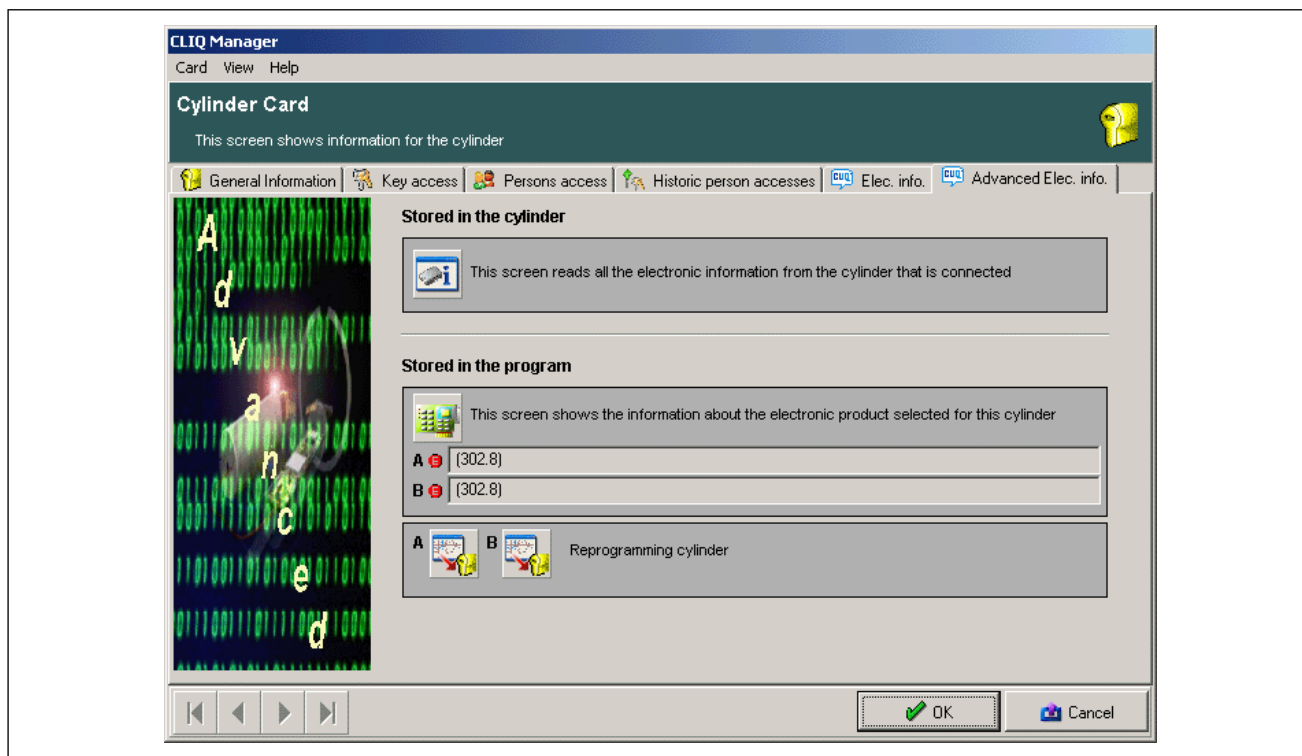 CLIQ Manager
Card View Help
Cylinder Card
This screen shows information for the cylinder
General Information Key access Persons access Historic person accesses CLIQ Elec. info. CLIQ Advanced Elec. info.
Advanced
Stored in the cylinder
This screen reads all the electronic information from the cylinder that is connected
Stored in the program
This screen shows the information about the electronic product selected for this cylinder
A E (302.8)
B E (302.8)
A B Reprogramming cylinder
OK Cancel